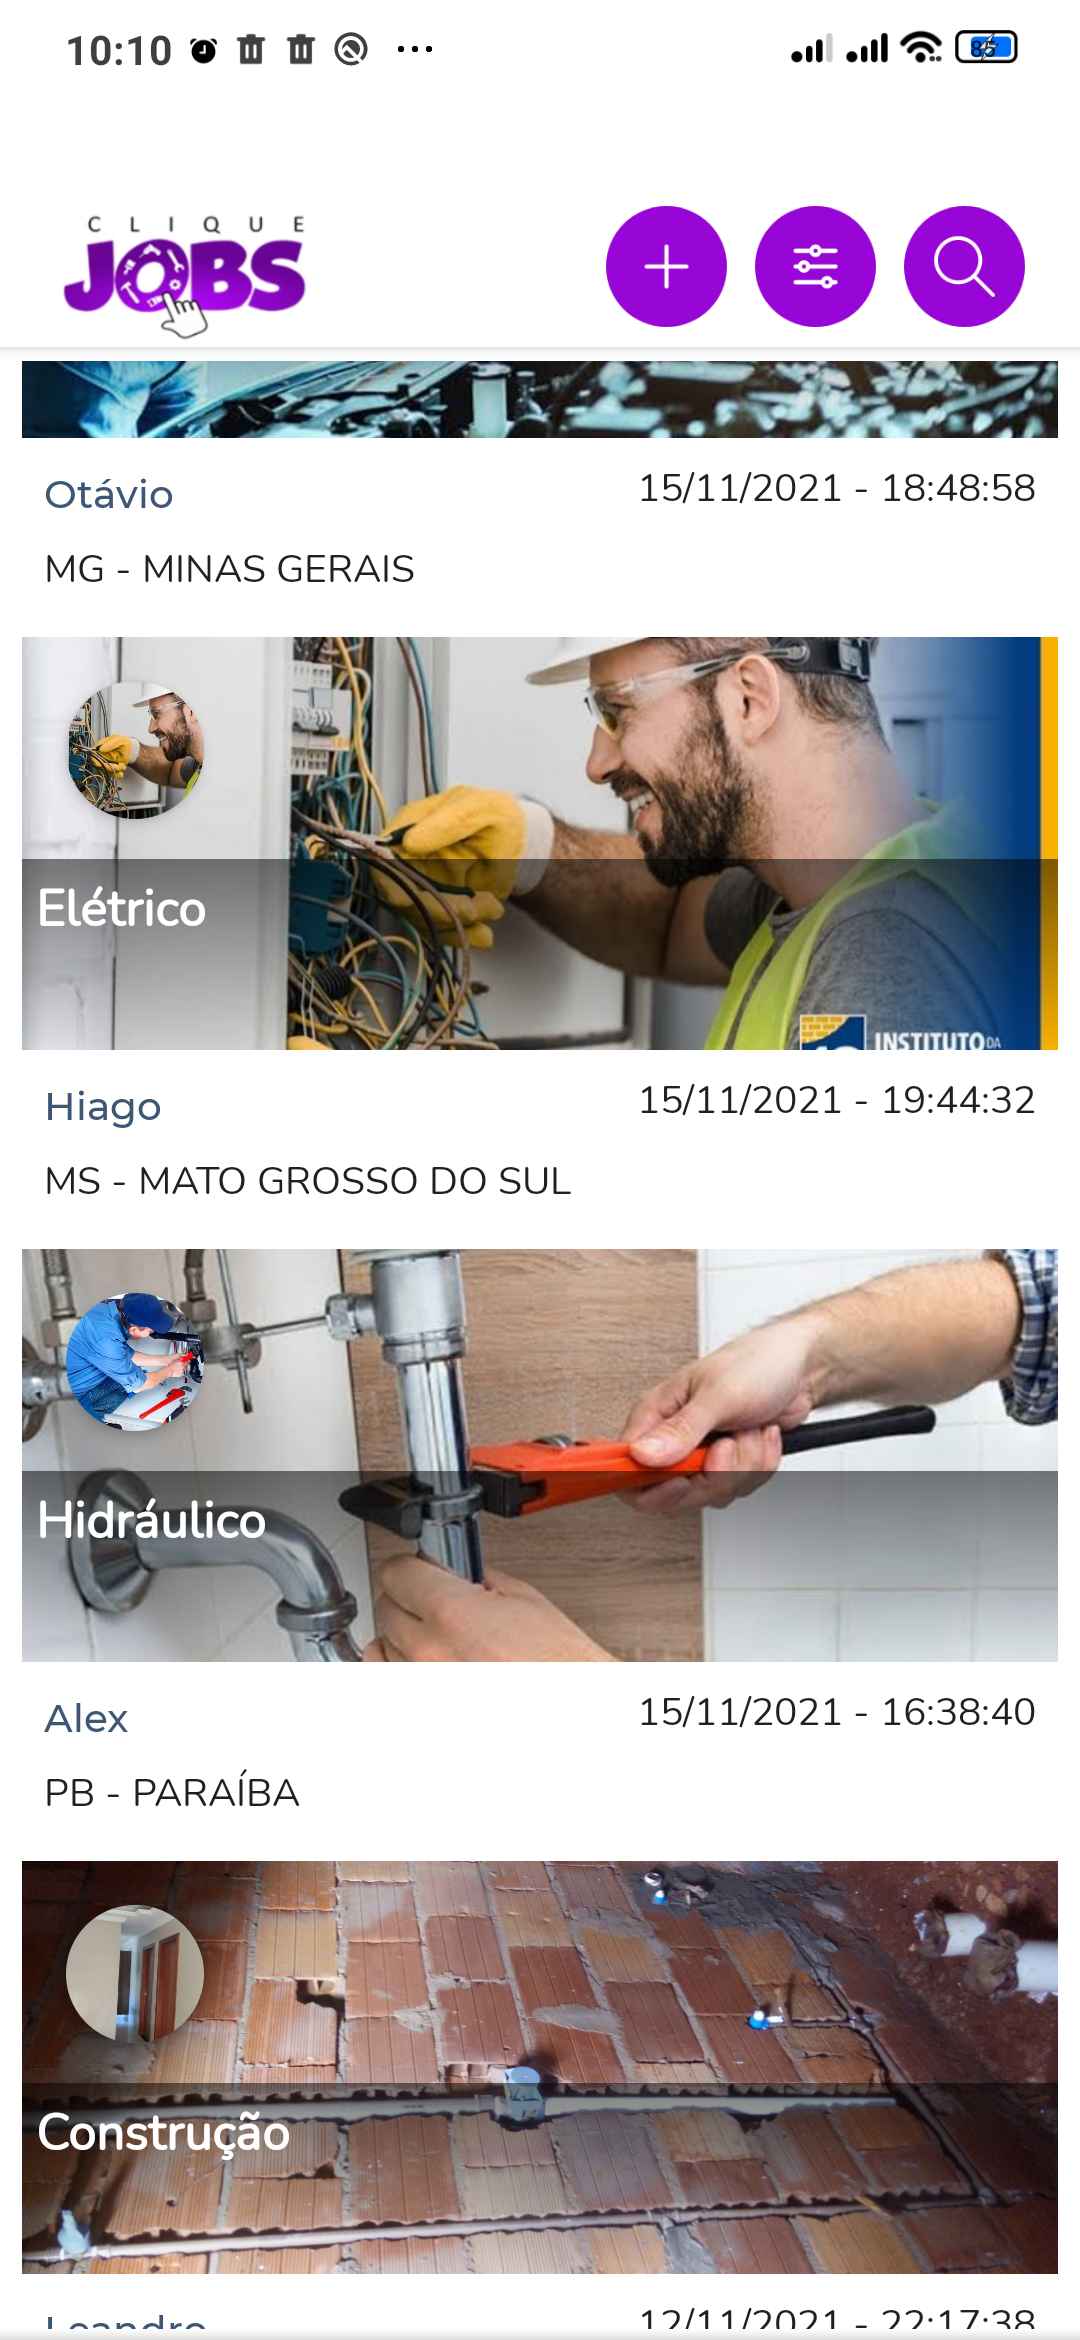 10:10
85
CLIQUE
JOBS
Otávio
15/11/2021 - 18:48:58
MG - MINAS GERAIS
Elétrico
INSTITUTO DA
Hiago
15/11/2021 - 19:44:32
MS - MATO GROSSO DO SUL
Hidráulico
Alex
15/11/2021 - 16:38:40
PB - PARAÍBA
Construção
Leandro
12/11/2021 - 22:17:38